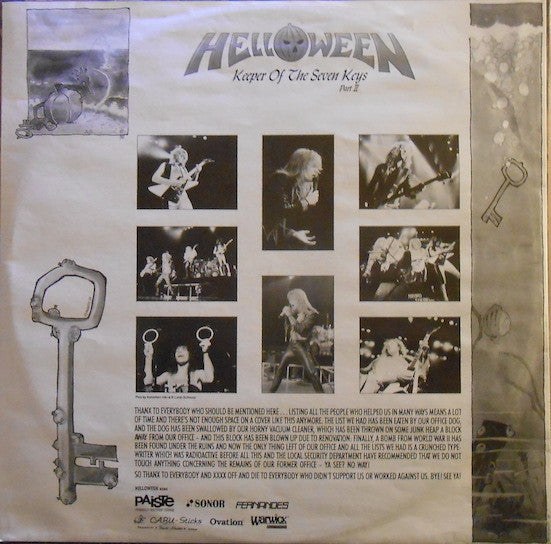 HELLOWEEN
Keeper Of The Seven Keys
Part II
THANX TO EVERYBODY WHO SHOULD BE MENTIONED HERE... LISTING ALL THE PEOPLE WHO HELPED US IN MANY WAYS MEANS A LOT
OF TIME AND THERE'S NOT ENOUGH SPACE ON A COVER LIKE THIS ANYMORE. THE LIST WE HAD HAS BEEN EATEN BY OUR OFFICE DOG,
AND THE DOG HAS BEEN SWALLOWED BY OUR HORNY VACUUM CLEANER, WHICH HAS BEEN THROWN ON SOME JUNK HEAP A BLOCK
AWAY FROM OUR OFFICE - AND THIS BLOCK HAS BEEN BLOWN UP DUE TO RENOVATION. FINALLY, A BOMB FROM WORLD WAR II HAS
BEEN FOUND UNDER THE RUINS AND NOW THE ONLY THING LEFT OF OUR OFFICE AND ALL THE LISTS WE HAD IS A CRUNCHED TYPE-
WRITER WHICH WAS RADIOACTIVE BEFORE ALL THIS AND THE LOCAL SECURITY DEPARTMENT HAVE RECOMMENDED THAT WE DO NOT
TOUCH ANYTHING CONCERNING THE REMAINS OF OUR FORMER OFFICE - YA SEE? NO WAY!
SO THANX TO EVERYBODY AND XXXX OFF AND DIE TO EVERYBODY WHO DIDN'T SUPPORT US OR WORKED AGAINST US. BYE! SEE YA!
HELLOWEEN uses:
PAiSTe SONOR FERNANDES
CABU-Sticks Ovation Warwick